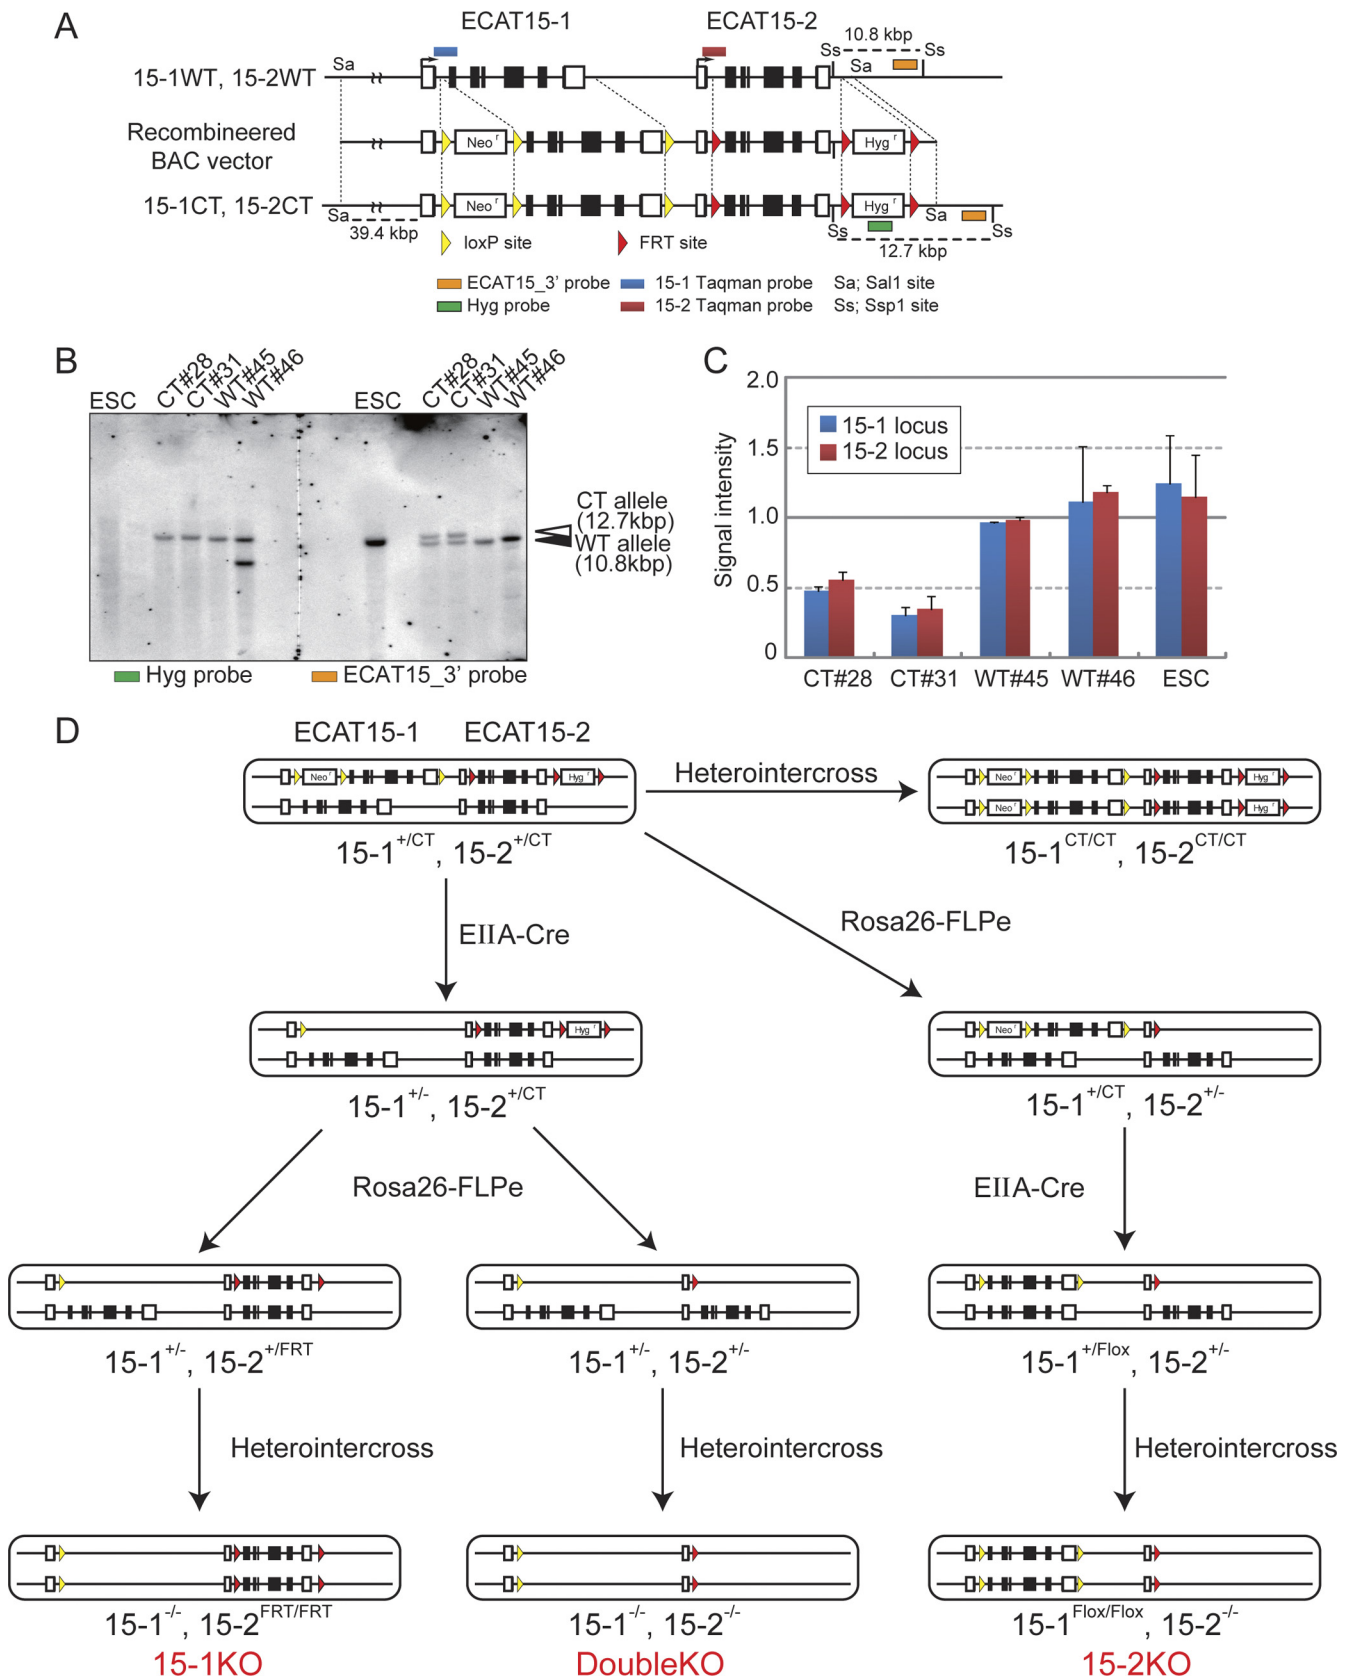 A
ECAT15-1
ECAT15-2
10.8 kbp
Sa
Ss
Ss
Sa
15-1WT, 15-2WT
Recombineered
BAC vector
Neo r
Hyg r
15-1CT, 15-2CT
Neo r
Hyg r
Sa
Sa
Ss
Ss
39.4 kbp
12.7 kbp
loxP site
FRT site
ECAT15_3' probe
15-1 Taqman probe
Sa; Sal1 site
Hyg probe
15-2 Taqman probe
Ss; Ssp1 site
B
ESC
CT#28
CT#31
WT#45
WT#46
ESC
CT#28
CT#31
WT#45
WT#46
CT allele
(12.7kbp)
WT allele
(10.8kbp)
Hyg probe
ECAT15_3' probe
C
Signal intensity
2.0
1.5
1.0
0.5
0
15-1 locus
15-2 locus
CT#28
CT#31
WT#45
WT#46
ESC
D
ECAT15-1
ECAT15-2
Neo r
Hyg r
15-1+/CT, 15-2+/CT
Heterointercross
Neo r
Hyg r
Neo r
Hyg r
15-1CT/CT, 15-2CT/CT
EIIA-Cre
Rosa26-FLPe
Hyg r
15-1+/-, 15-2+/CT
Neo r
15-1+/CT, 15-2+/-
Rosa26-FLPe
EIIA-Cre
15-1+/-, 15-2+/FRT
15-1+/-, 15-2+/-
15-1+/Flox, 15-2+/-
Heterointercross
Heterointercross
Heterointercross
15-1-/-, 15-2FRT/FRT
15-1-/-, 15-2-/-
15-1Flox/Flox, 15-2-/-
15-1KO
DoubleKO
15-2KO